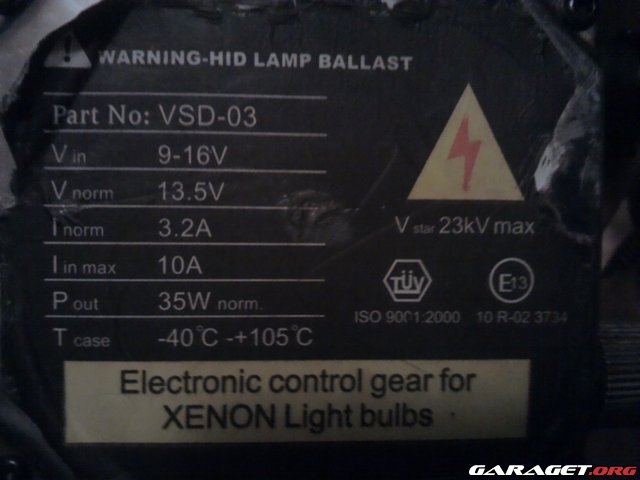 WARNING-HID LAMP BALLAST
Part No: VSD-03
V in 9-16V
V norm 13.5V
I norm 3.2A
I in max 10A
P out 35W norm.
T case -40°C -+105°C
V star 23kV max
TÜV E13
ISO 9001:2000 10 R-02 3734
Electronic control gear for
XENON Light bulbs
GARAGET.ORG